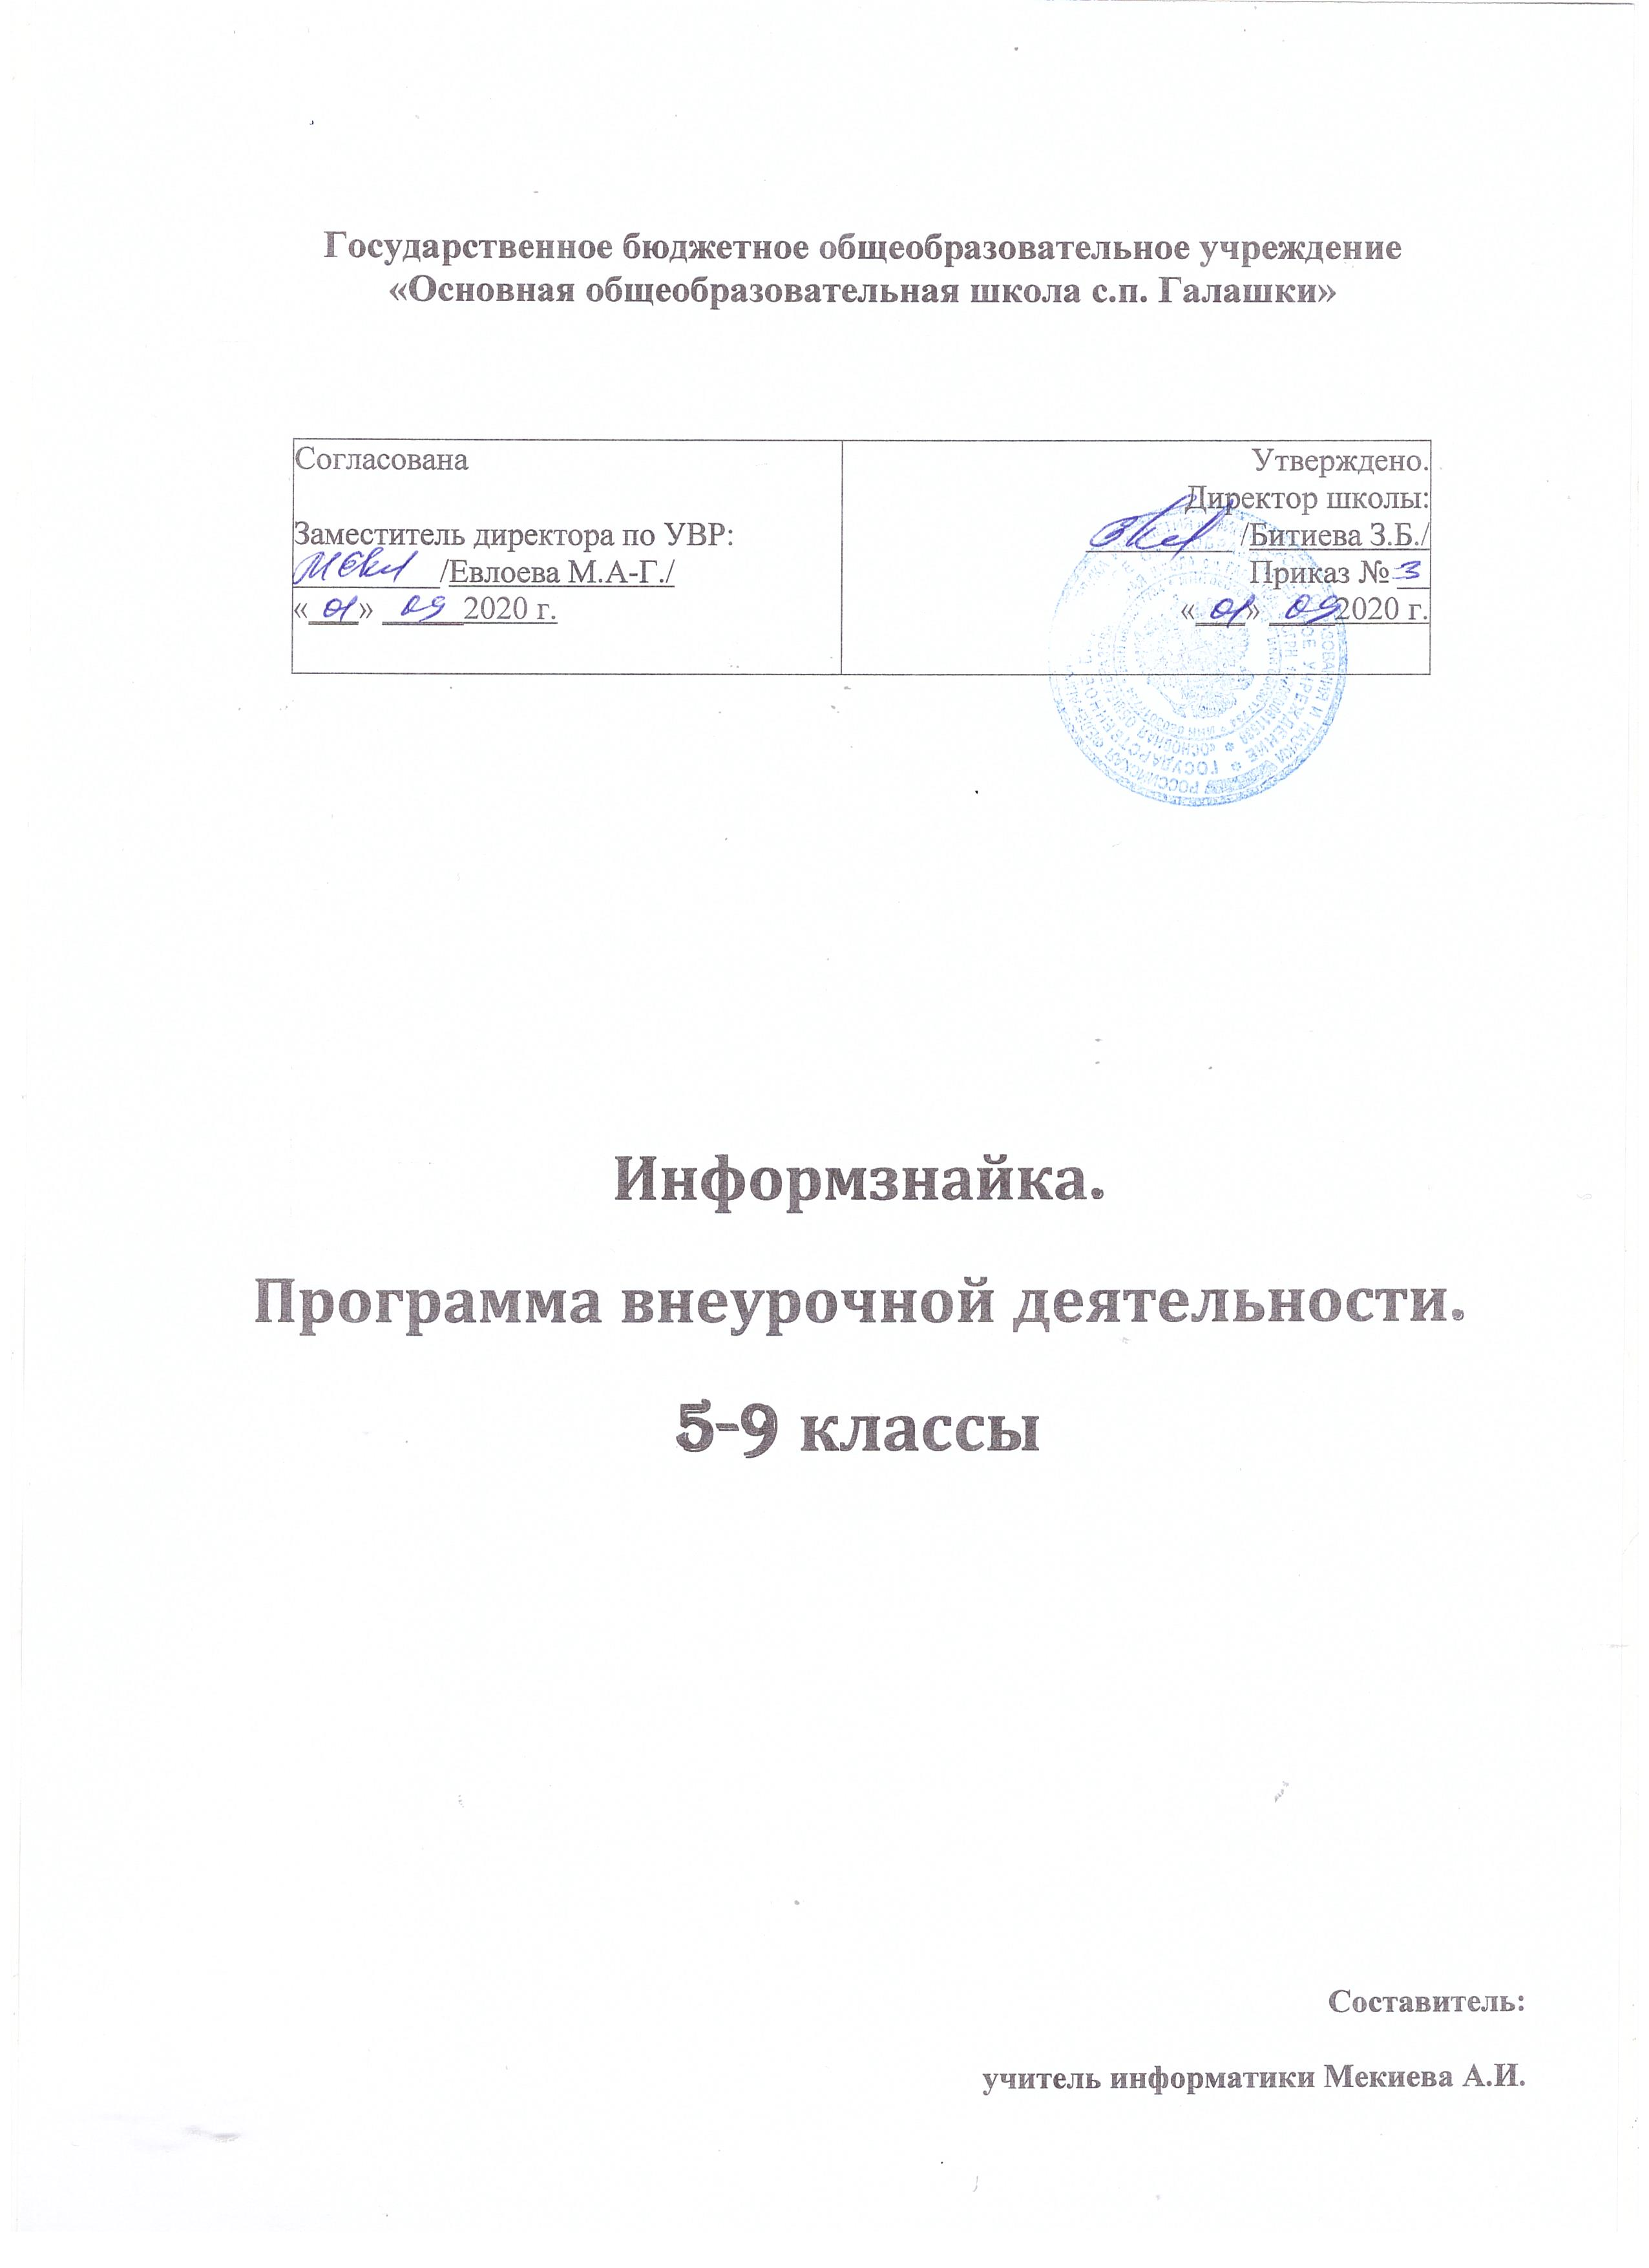 Государственное бюджетное общеобразовательное учреждение
«Основная общеобразовательная школа с.п. Галашки»
Согласована
Заместитель директора по УВР:
/Евлоева М.А-Г./
«01» 09 2020 г.
Утверждено.
Директор школы:
/Битиева З.Б./
Приказ № 3
«01» 09 2020 г.
Информзнайка.
Программа внеурочной деятельности.
5-9 классы
Составитель:
учитель информатики Мекиева А.И.